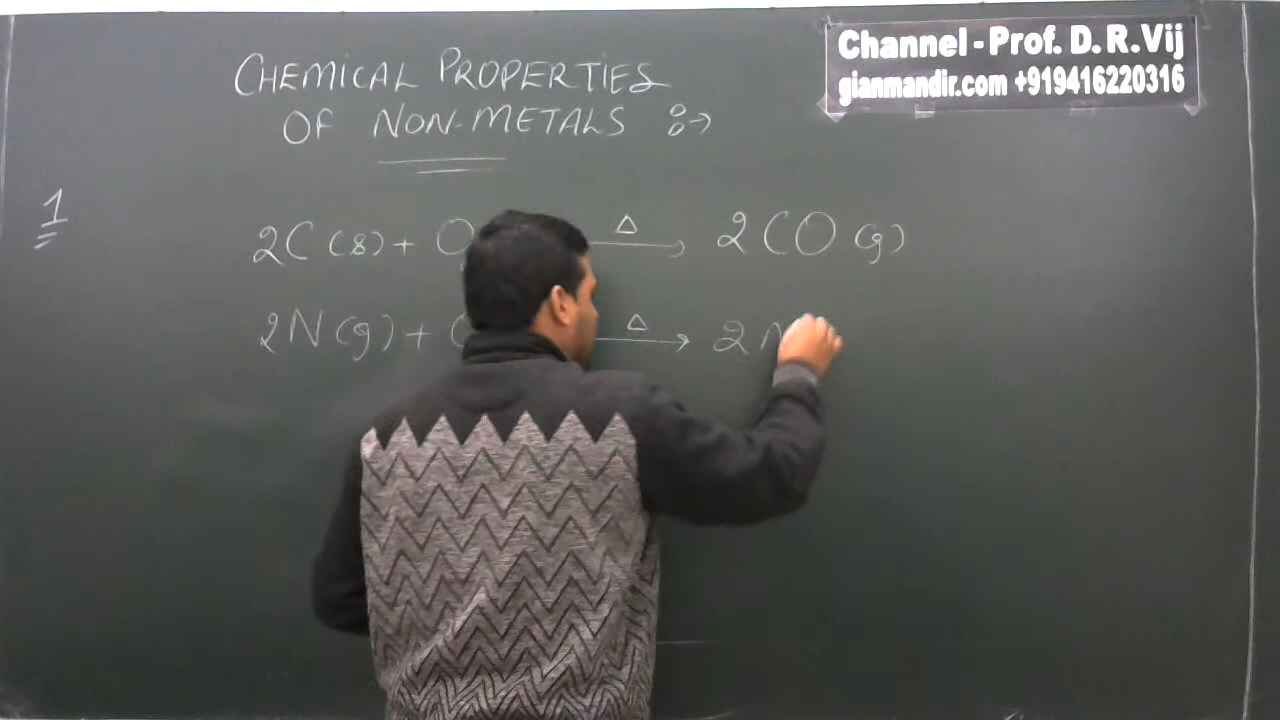 Channel - Prof. D. R. Vij
gianmandir.com +919416220316
CHEMICAL PROPERTIES
OF NON-METALS :→
1
2C (s) + O △ → 2CO (g)
2N (g) + △ → 2